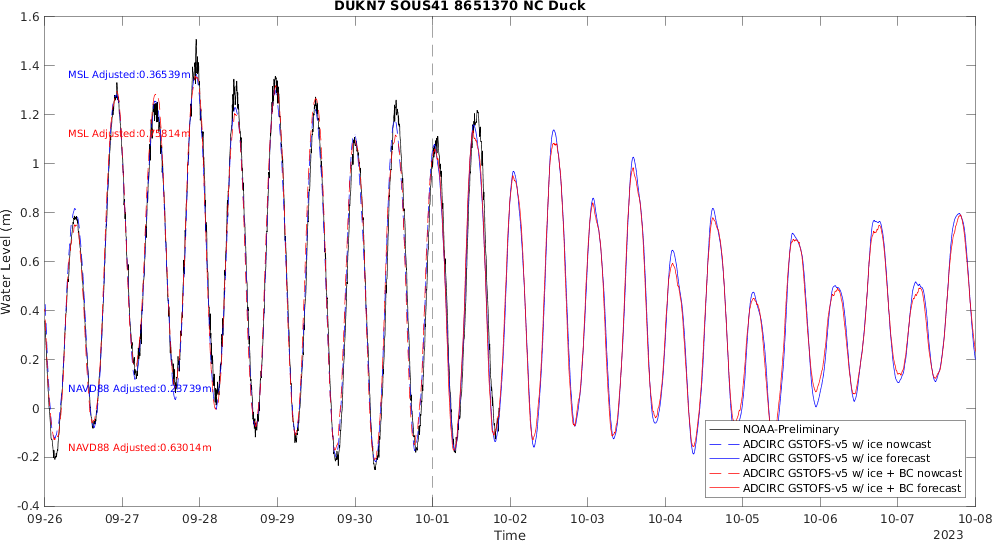 DUKN7 SOUS41 8651370 NC Duck
Water Level (m)
1.6
1.4
1.2
1
0.8
0.6
0.4
0.2
0
-0.2
-0.4
MSL Adjusted:0.36539m
MSL Adjusted:0.75814m
NAVD88 Adjusted:0.23739m
NAVD88 Adjusted:0.63014m
NOAA-Preliminary
ADCIRC GSTOFS-v5 w/ ice nowcast
ADCIRC GSTOFS-v5 w/ ice forecast
ADCIRC GSTOFS-v5 w/ ice + BC nowcast
ADCIRC GSTOFS-v5 w/ ice + BC forecast
09-26 09-27 09-28 09-29 09-30 10-01 10-02 10-03 10-04 10-05 10-06 10-07 10-08
Time
2023